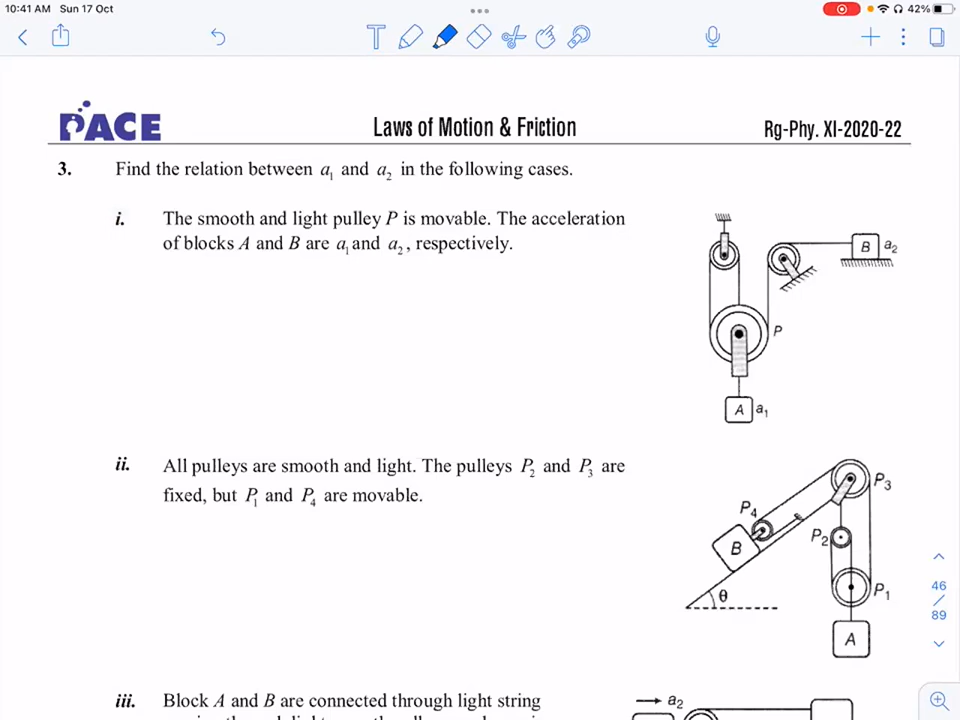 10:41 AM Sun 17 Oct
42%
PACE
Laws of Motion & Friction
Rg-Phy. XI-2020-22
3. Find the relation between a₁ and a₂ in the following cases.
i. The smooth and light pulley P is movable. The acceleration
of blocks A and B are a₁ and a₂, respectively.
B a₂
P
A a₁
ii. All pulleys are smooth and light. The pulleys P₂ and P₃ are
fixed, but P₁ and P₄ are movable.
P₃
P₄
P₂
B
θ
P₁
A
46
/
89
iii. Block A and B are connected through light string
a₂